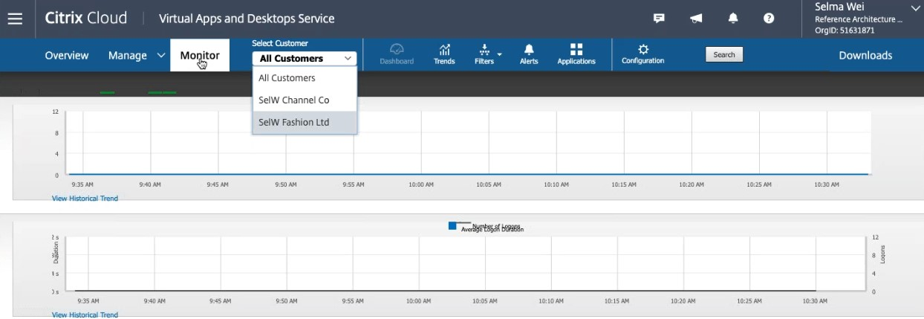 Citrix Cloud
Virtual Apps and Desktops Service
Selma Wei
Reference Architecture ...
OrgID: 51631871
Overview
Manage
Monitor
Select Customer
All Customers
All Customers
SelW Channel Co
SelW Fashion Ltd
Dashboard
Trends
Filters
Alerts
Applications
Configuration
Search
Downloads
12
8
4
0
9:35 AM 9:40 AM 9:45 AM 9:50 AM 9:55 AM 10:00 AM 10:05 AM 10:10 AM 10:15 AM 10:20 AM 10:25 AM 10:30 AM
View Historical Trend
Number of Logons
Average Logon Duration
Duration
2 s
s
4 s
0 s
12
8
4
0
Logons
9:35 AM 9:40 AM 9:45 AM 9:50 AM 9:55 AM 10:00 AM 10:05 AM 10:10 AM 10:15 AM 10:20 AM 10:25 AM 10:30 AM
View Historical Trend